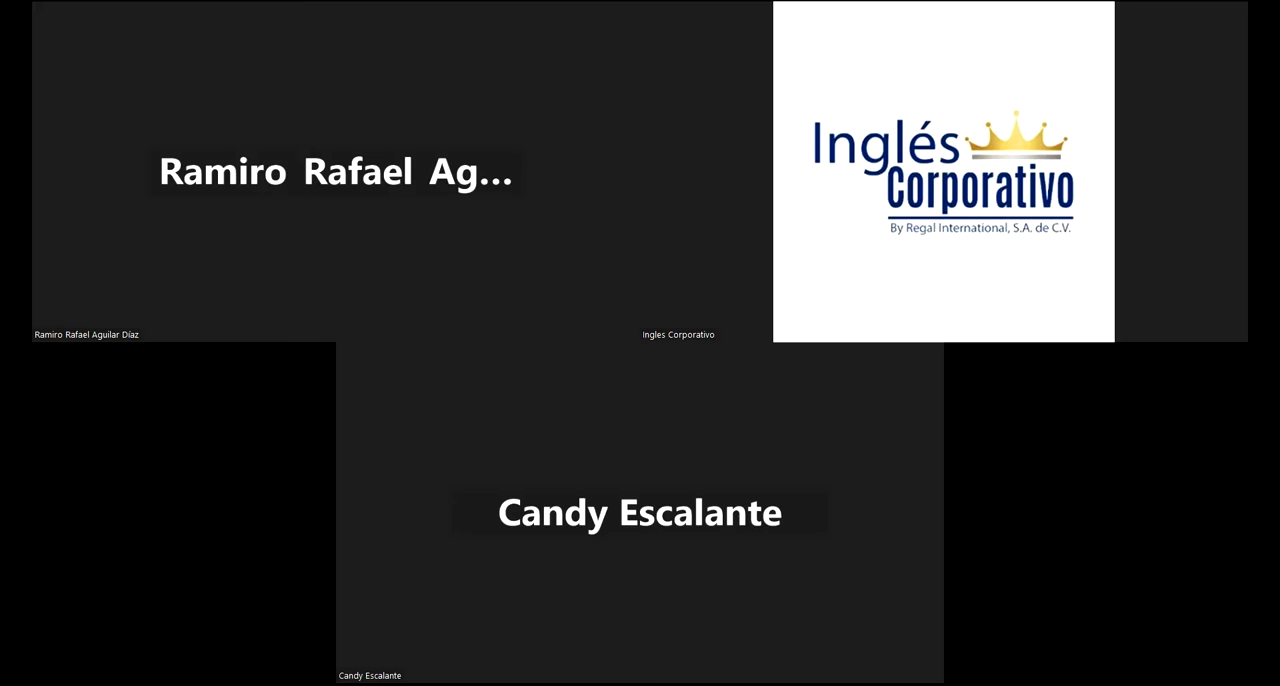 Ramiro Rafael Ag...
Ramiro Rafael Aguilar Díaz
Inglés
Corporativo
By Regal International, S.A. de C.V.
Ingles Corporativo
Candy Escalante
Candy Escalante